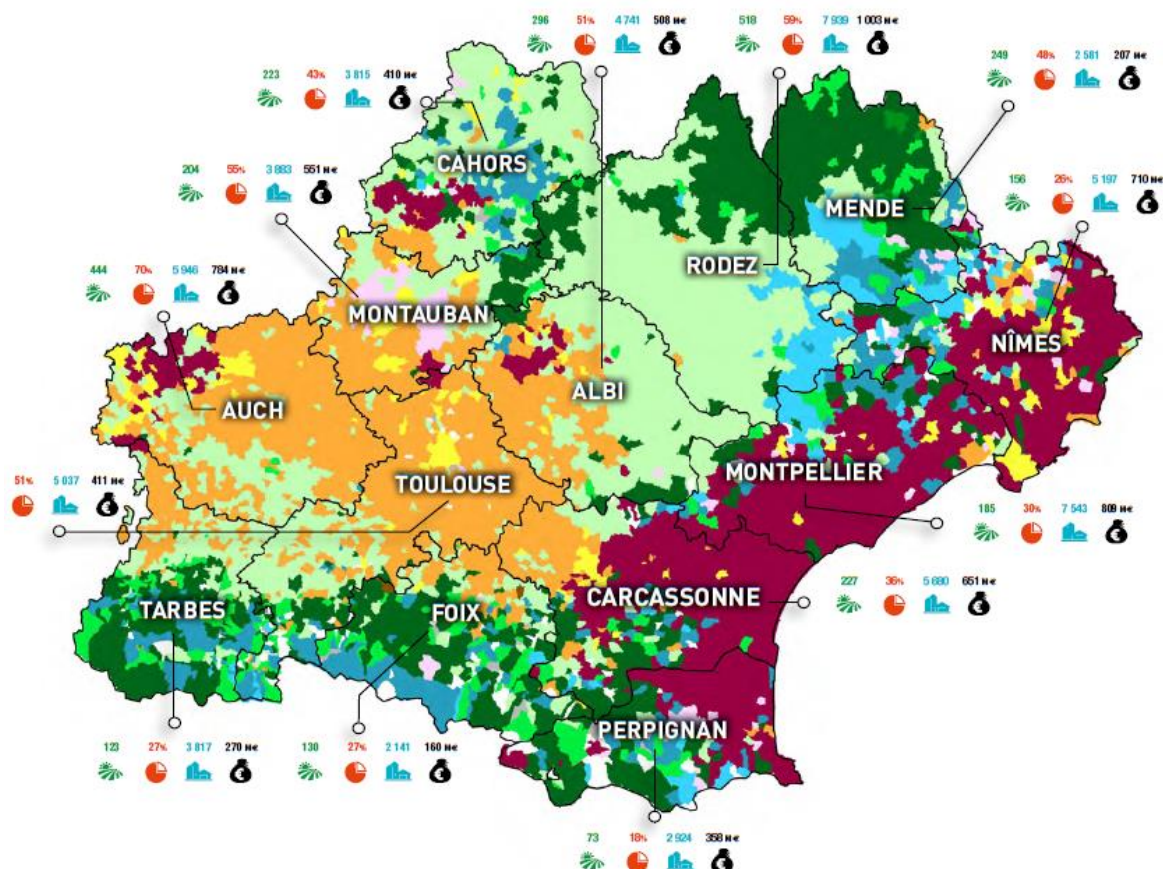 296 51% 4 741 508 M€
518 59% 7 939 1 003 M€
249 48% 2 581 207 M€
223 43% 3 815 410 M€
CAHORS
204 55% 3 883 551 M€
MENDE
156 26% 5 197 710 M€
RODEZ
444 70% 5 946 784 M€
MONTAUBAN
NÎMES
ALBI
AUCH
MONTPELLIER
TOULOUSE
51% 5 037 411 M€
185 30% 7 543 809 M€
227 36% 5 680 651 M€
CARCASSONNE
TARBES
FOIX
PERPIGNAN
123 27% 3 817 270 M€
130 27% 2 141 160 M€
73 18% 2 924 358 M€